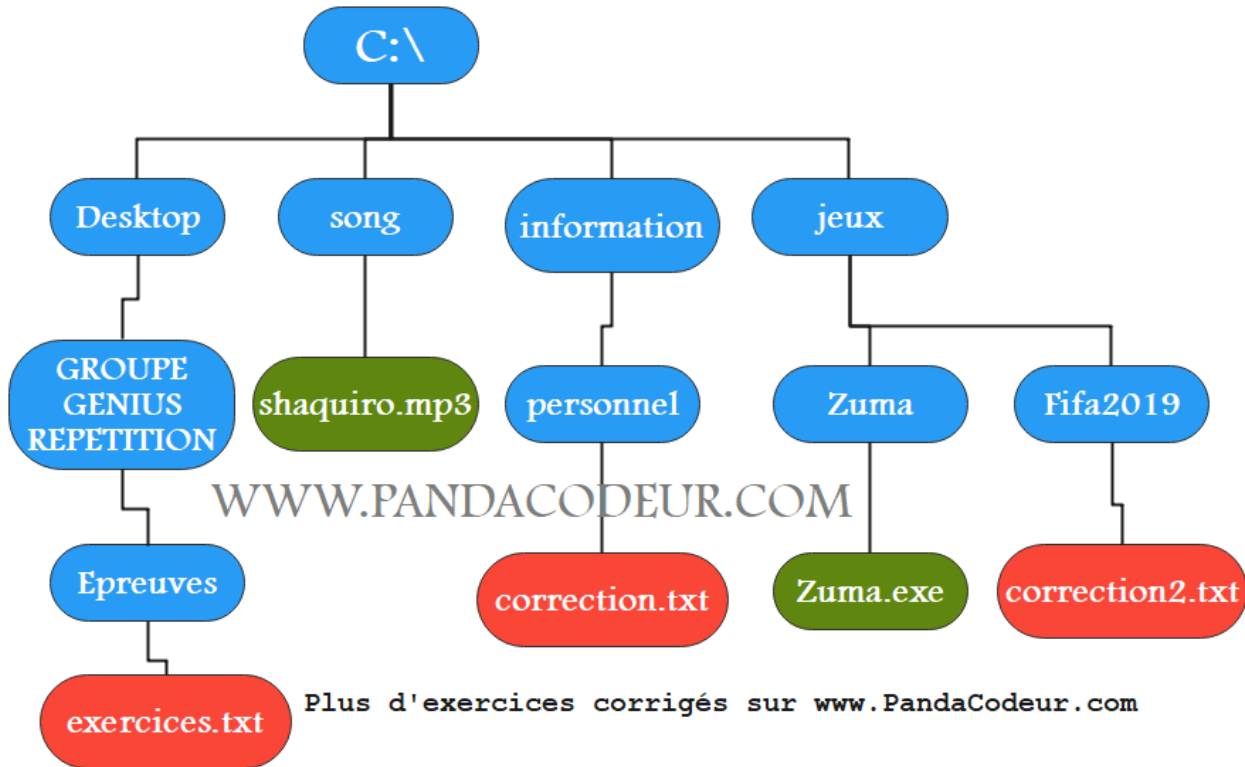 C:\
Desktop
song
information
jeux
GROUPE
GENIUS
REPETITION
shaquiro.mp3
personnel
Zuma
Fifa2019
WWW.PANDACODEUR.COM
Epreuves
correction.txt
Zuma.exe
correction2.txt
exercices.txt
Plus d'exercices corrigés sur www.PandaCodeur.com